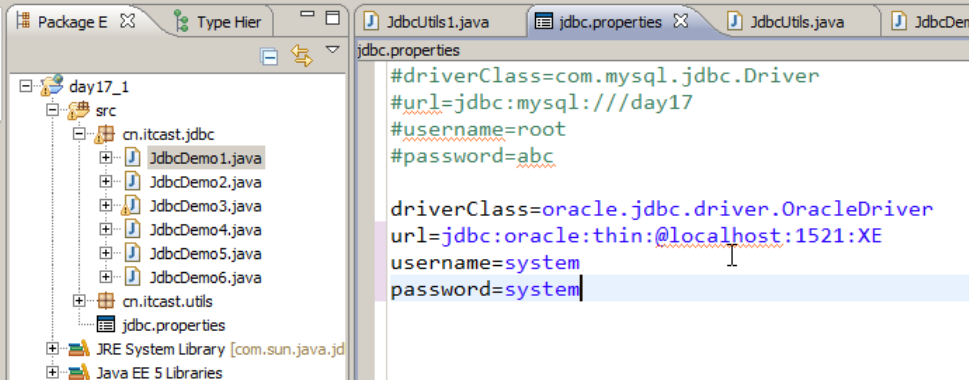 Package E
Type Hier
JdbcUtils1.java
jdbc.properties
JdbcUtils.java
JdbcDem
jdbc.properties
day17_1
src
cn.itcast.jdbc
JdbcDemo1.java
JdbcDemo2.java
JdbcDemo3.java
JdbcDemo4.java
JdbcDemo5.java
JdbcDemo6.java
cn.itcast.utils
jdbc.properties
JRE System Library [com.sun.java.jd
Java EE 5 Libraries
#driverClass=com.mysql.jdbc.Driver
#url=jdbc:mysql:///day17
#username=root
#password=abc
driverClass=oracle.jdbc.driver.OracleDriver
url=jdbc:oracle:thin:@localhost:1521:XE
username=system
password=system